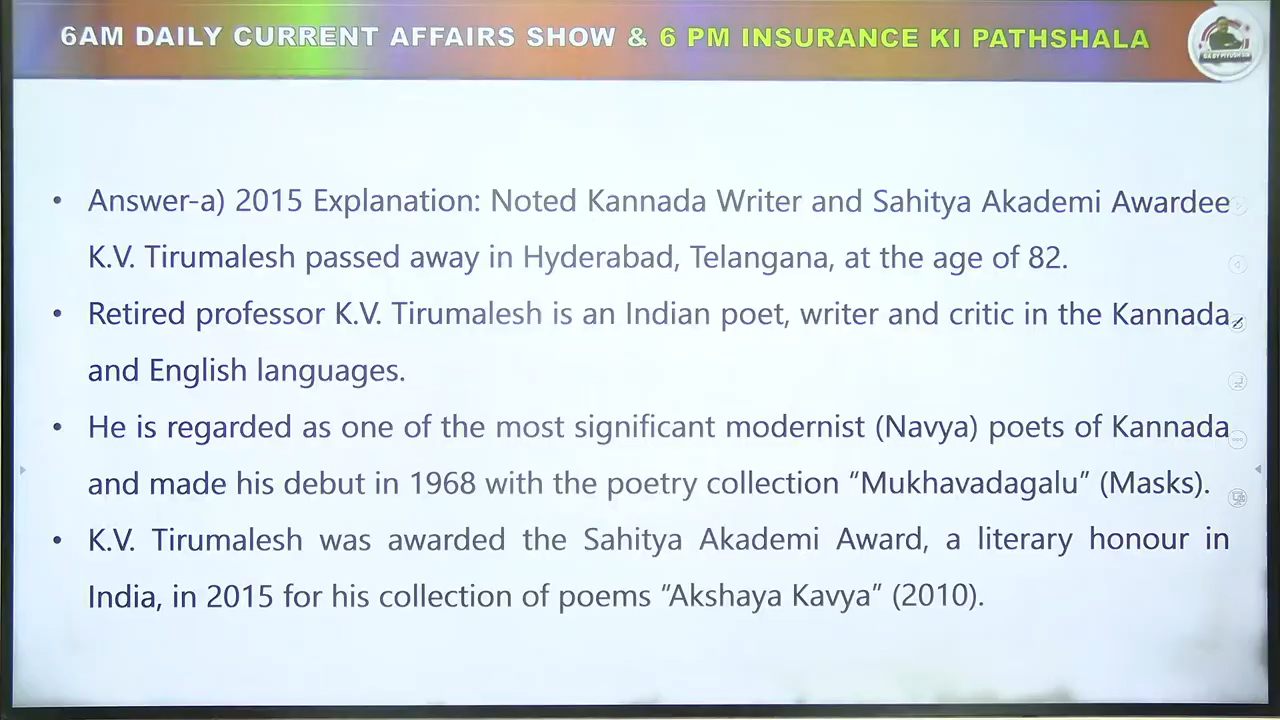 6AM DAILY CURRENT AFFAIRS SHOW & 6 PM INSURANCE KI PATHSHALA
• Answer-a) 2015 Explanation: Noted Kannada Writer and Sahitya Akademi Awardee
K.V. Tirumalesh passed away in Hyderabad, Telangana, at the age of 82.
• Retired professor K.V. Tirumalesh is an Indian poet, writer and critic in the Kannada
and English languages.
• He is regarded as one of the most significant modernist (Navya) poets of Kannada
and made his debut in 1968 with the poetry collection “Mukhavadagalu” (Masks).
• K.V. Tirumalesh was awarded the Sahitya Akademi Award, a literary honour in
India, in 2015 for his collection of poems “Akshaya Kavya” (2010).